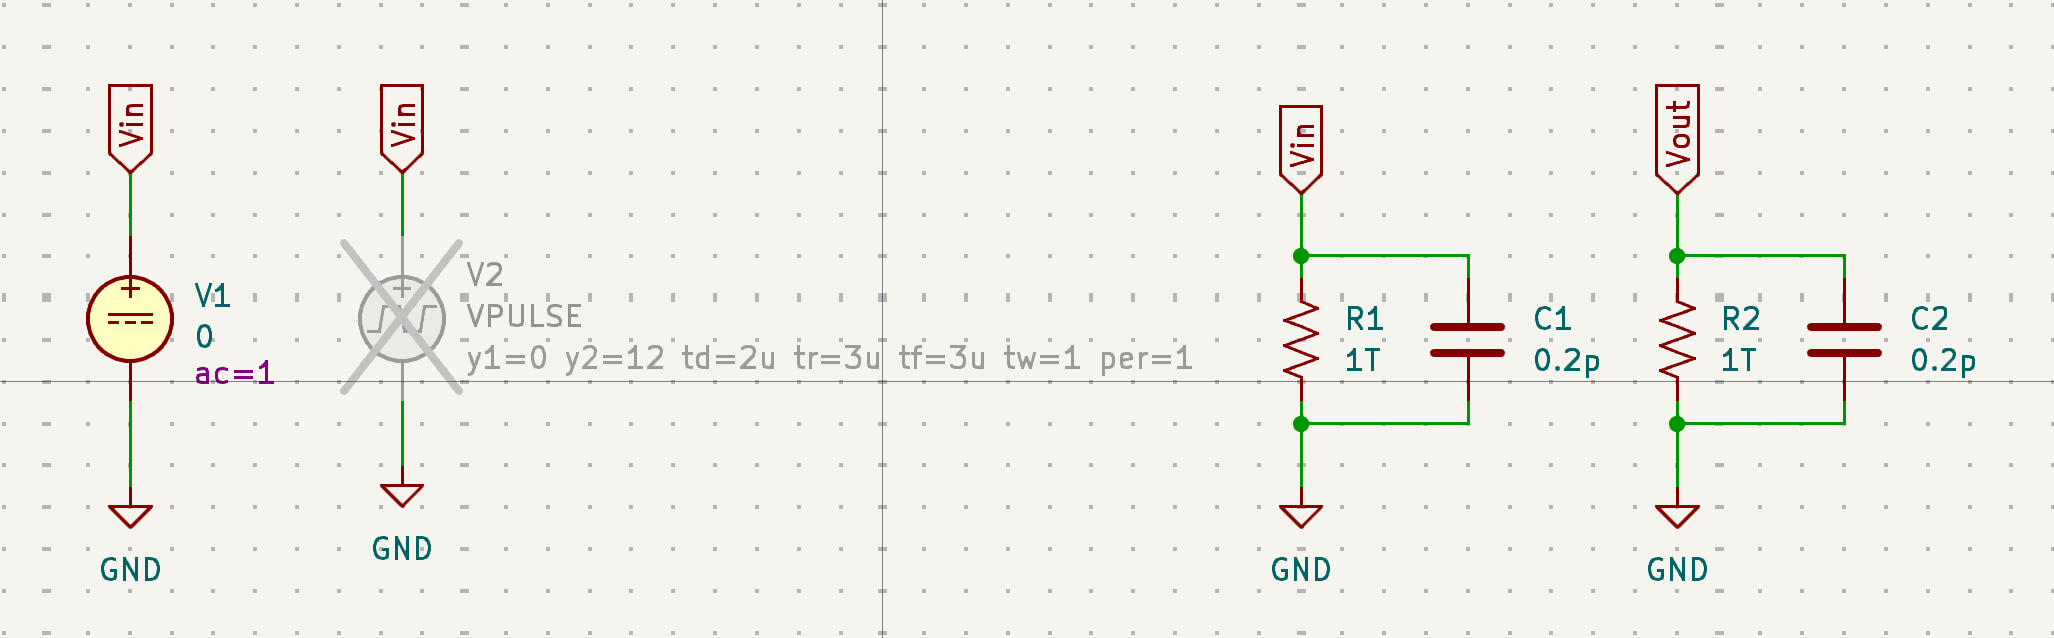 Vin
V1
0
ac=1
GND
Vin
V2
VPULSE
y1=0 y2=12 td=2u tr=3u tf=3u tw=1 per=1
GND
Vin
R1
1T
C1
0.2p
GND
Vout
R2
1T
C2
0.2p
GND